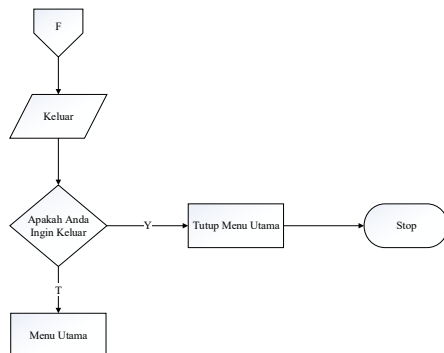 F
Keluar
Apakah Anda
Ingin Keluar
Y
Tutup Menu Utama
Stop
T
Menu Utama